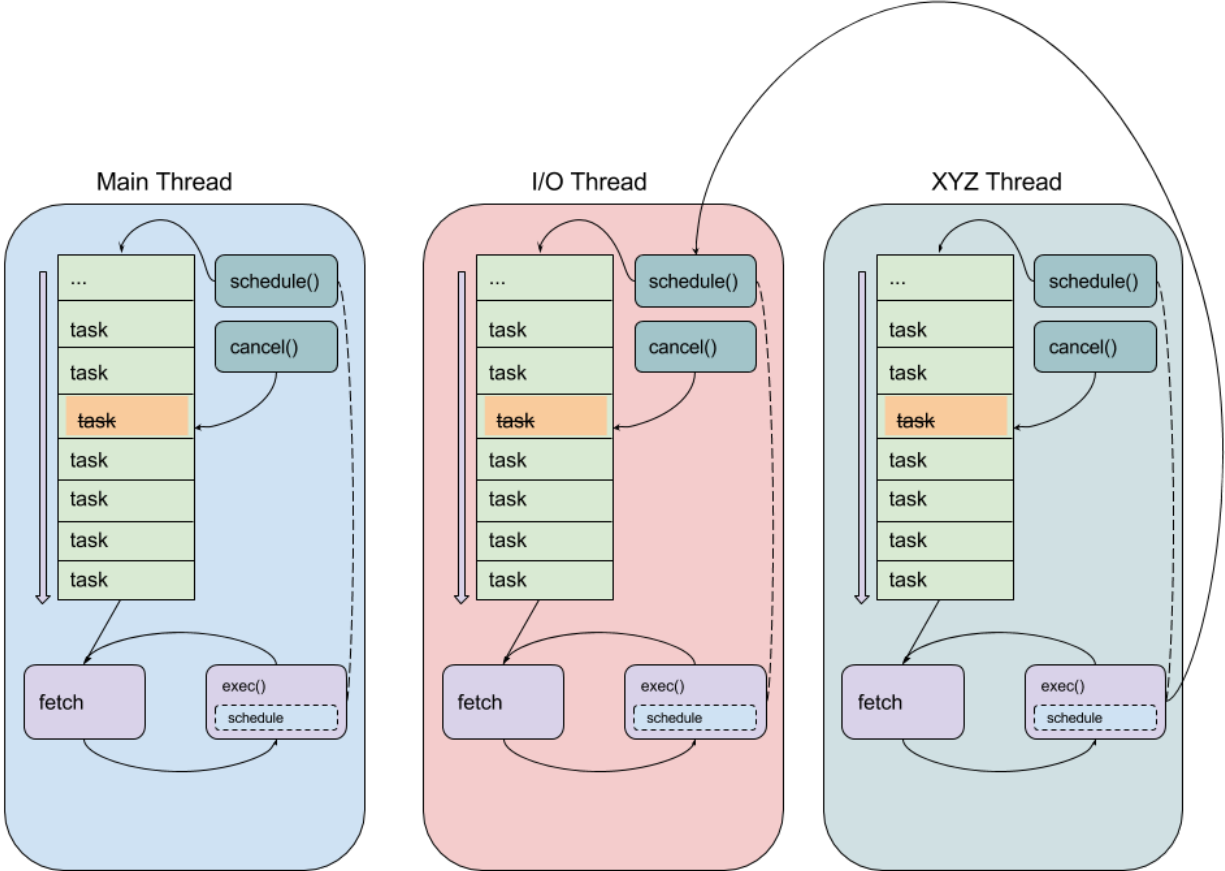 Main Thread
...
schedule()
task
cancel()
task
task
task
task
task
task
fetch
exec()
schedule
I/O Thread
...
schedule()
task
cancel()
task
task
task
task
task
task
fetch
exec()
schedule
XYZ Thread
...
schedule()
task
cancel()
task
task
task
task
task
task
fetch
exec()
schedule